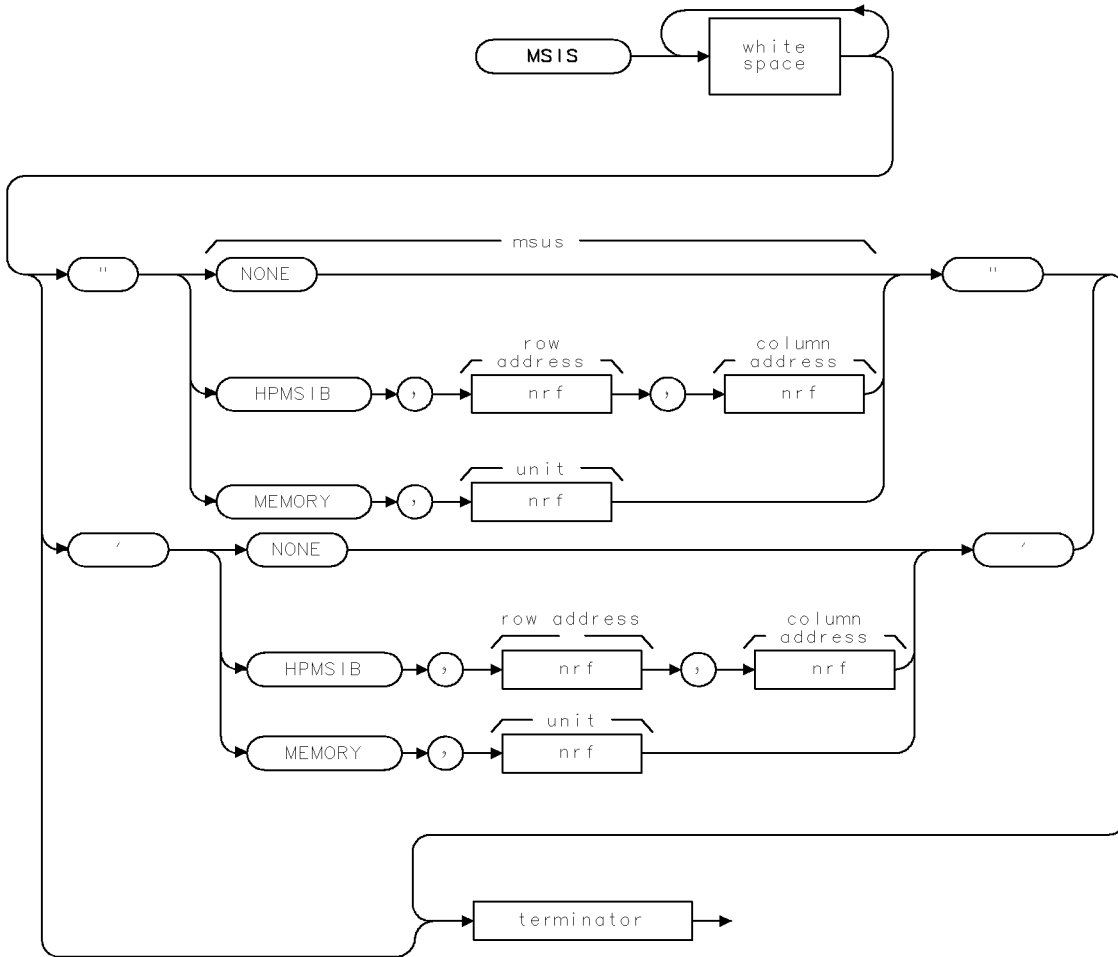 MSIS
white
space
msus
"
NONE
"
row
address
column
address
HPMSIB
,
nrf
,
nrf
unit
MEMORY
,
nrf
'
NONE
'
row address
column
address
HPMSIB
,
nrf
,
nrf
unit
MEMORY
,
nrf
terminator